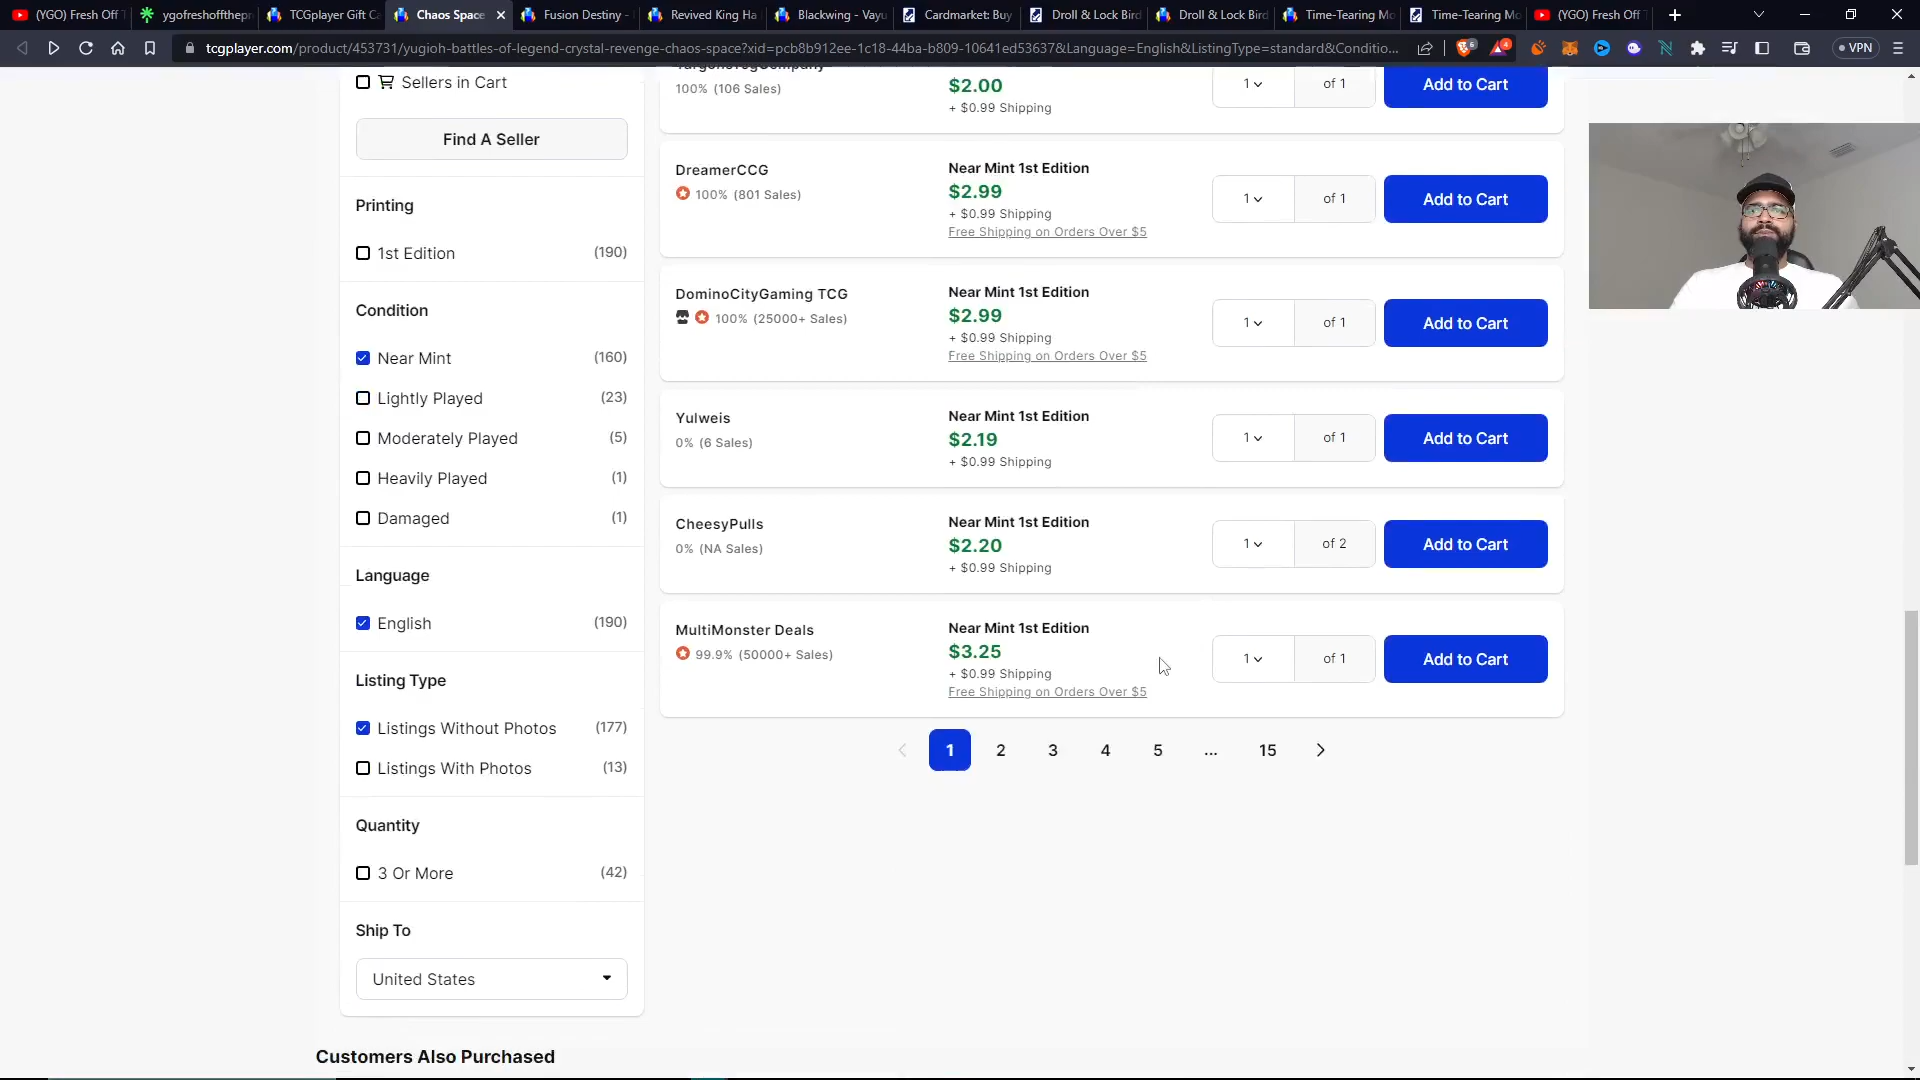 (YGO) Fresh Off T
ygofreshofftheppr
TCGplayer Gift Ca
Chaos Space
Fusion Destiny -
Revived King Ha
Blackwing - Vayu
Cardmarket: Buy
Droll & Lock Bird
Droll & Lock Bird
Time-Tearing Mo
Time-Tearing Mo
(YGO) Fresh Off T
tcgplayer.com/product/453731/yugioh-battles-of-legend-crystal-revenge-chaos-space?xid=pcb8b912ee-1c18-44ba-b809-10641ed53637&Language=English&ListingType=standard&Conditio...
6
4
VPN
Sellers in Cart
Find A Seller
Printing
1st Edition (190)
Condition
Near Mint (160)
Lightly Played (23)
Moderately Played (5)
Heavily Played (1)
Damaged (1)
Language
English (190)
Listing Type
Listings Without Photos (177)
Listings With Photos (13)
Quantity
3 Or More (42)
Ship To
United States
100% (106 Sales)
$2.00
+ $0.99 Shipping
1 of 1
Add to Cart
DreamerCCG
100% (801 Sales)
Near Mint 1st Edition
$2.99
+ $0.99 Shipping
Free Shipping on Orders Over $5
1 of 1
Add to Cart
DominoCityGaming TCG
100% (25000+ Sales)
Near Mint 1st Edition
$2.99
+ $0.99 Shipping
Free Shipping on Orders Over $5
1 of 1
Add to Cart
Yulweis
0% (6 Sales)
Near Mint 1st Edition
$2.19
+ $0.99 Shipping
1 of 1
Add to Cart
CheesyPulls
0% (NA Sales)
Near Mint 1st Edition
$2.20
+ $0.99 Shipping
1 of 2
Add to Cart
MultiMonster Deals
99.9% (50000+ Sales)
Near Mint 1st Edition
$3.25
+ $0.99 Shipping
Free Shipping on Orders Over $5
1 of 1
Add to Cart
1 2 3 4 5 ... 15
Customers Also Purchased